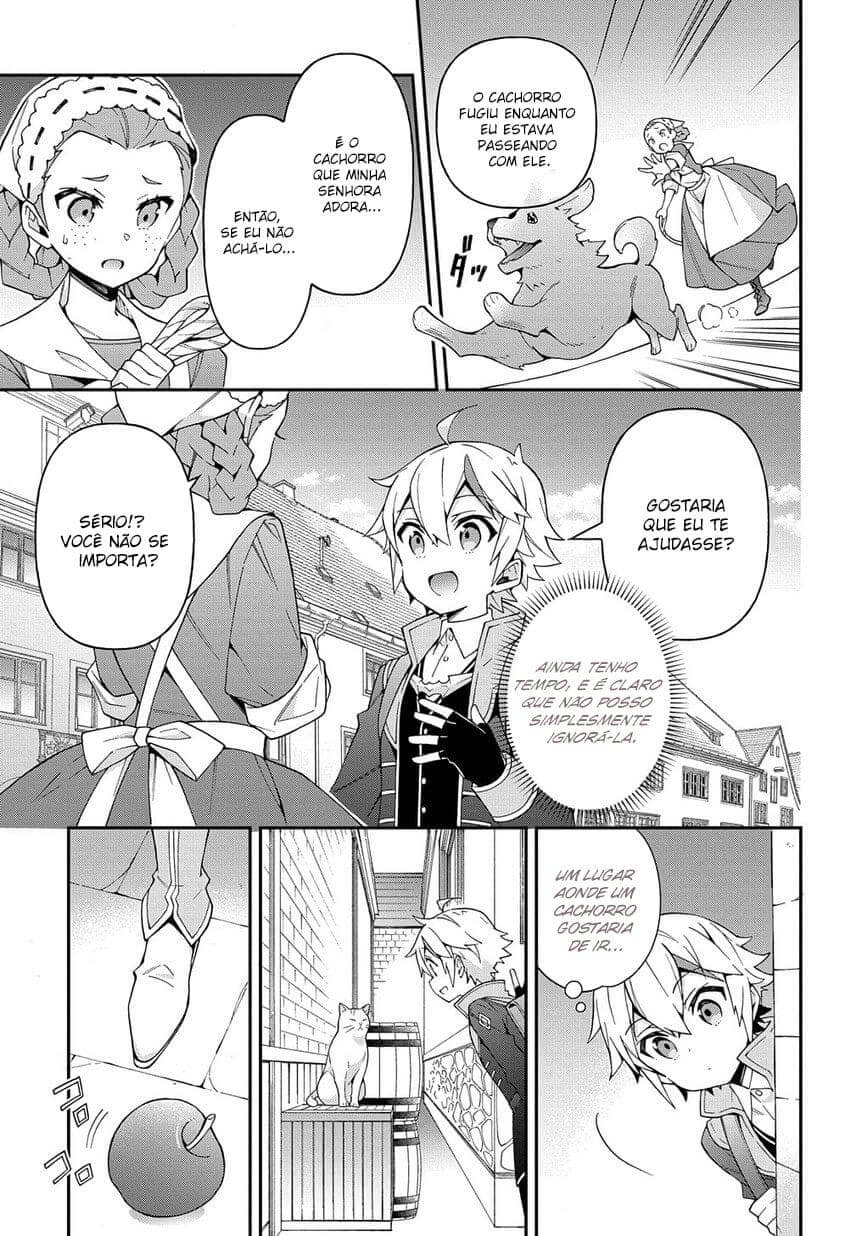 O CACHORRO
FUGIU ENQUANTO
EU ESTAVA
PASSEANDO
COM ELE.
ダッ
É O
CACHORRO
QUE MINHA
SENHORA
ADORA...
ENTÃO,
SE EU NÃO
ACHÁ-LO...
GOSTARIA
QUE EU TE
AJUDASSE?
AINDA TENHO
TEMPO, E É CLARO
QUE NÃO POSSO
SIMPLESMENTE
IGNORÁ-LA.
SÉRIO!?
VOCÊ NÃO SE
IMPORTA?
UM LUGAR
AONDE UM
CACHORRO
GOSTARIA
DE IR...
コロコロ